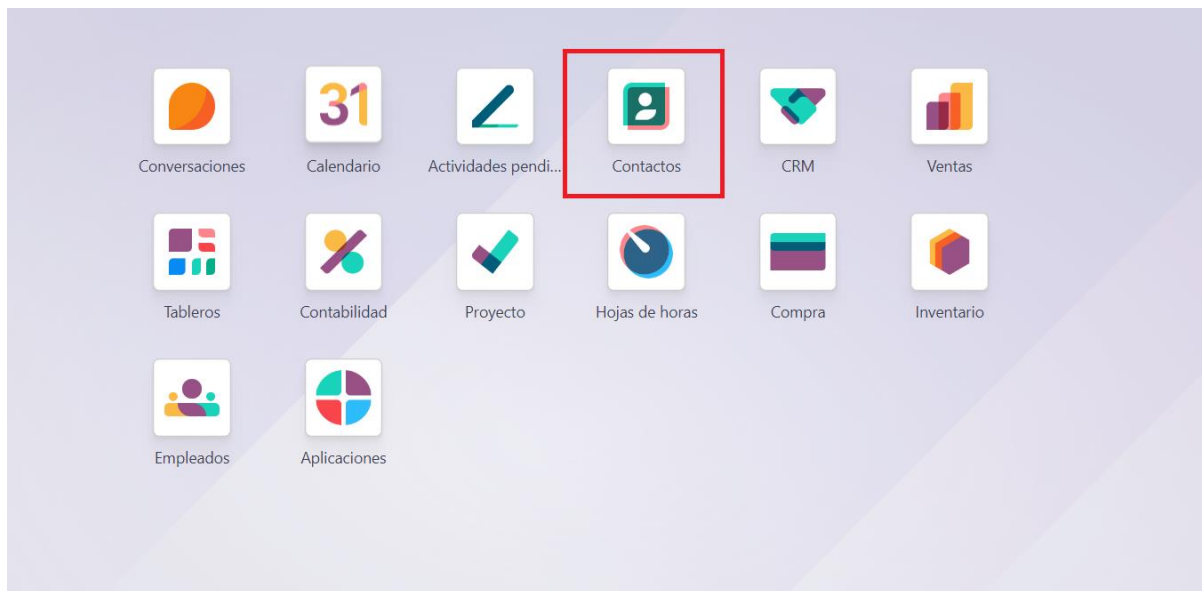 31
Conversaciones Calendario Actividades pendi... Contactos CRM Ventas
Tableros Contabilidad Proyecto Hojas de horas Compra Inventario
Empleados Aplicaciones